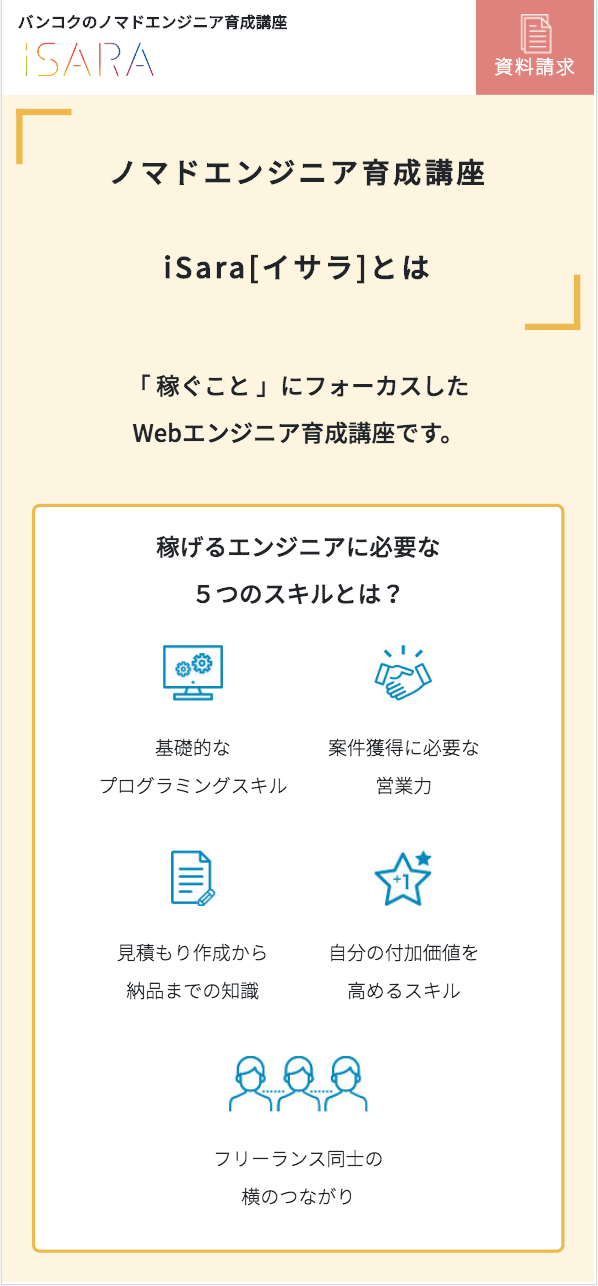 バンコクのノマドエンジニア育成講座
iSARA
資料請求
ノマドエンジニア育成講座
iSara[イサラ]とは
「 稼ぐこと 」にフォーカスした
Webエンジニア育成講座です。
稼げるエンジニアに必要な
５つのスキルとは？
基礎的な
プログラミングスキル
案件獲得に必要な
営業力
見積もり作成から
納品までの知識
+1
自分の付加価値を
高めるスキル
フリーランス同士の
横のつながり